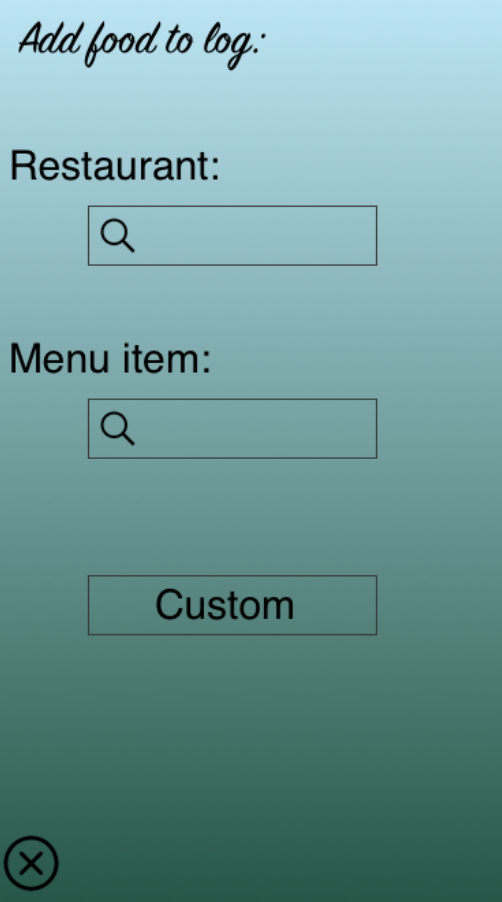 Add food to log:
Restaurant:
Menu item:
Custom